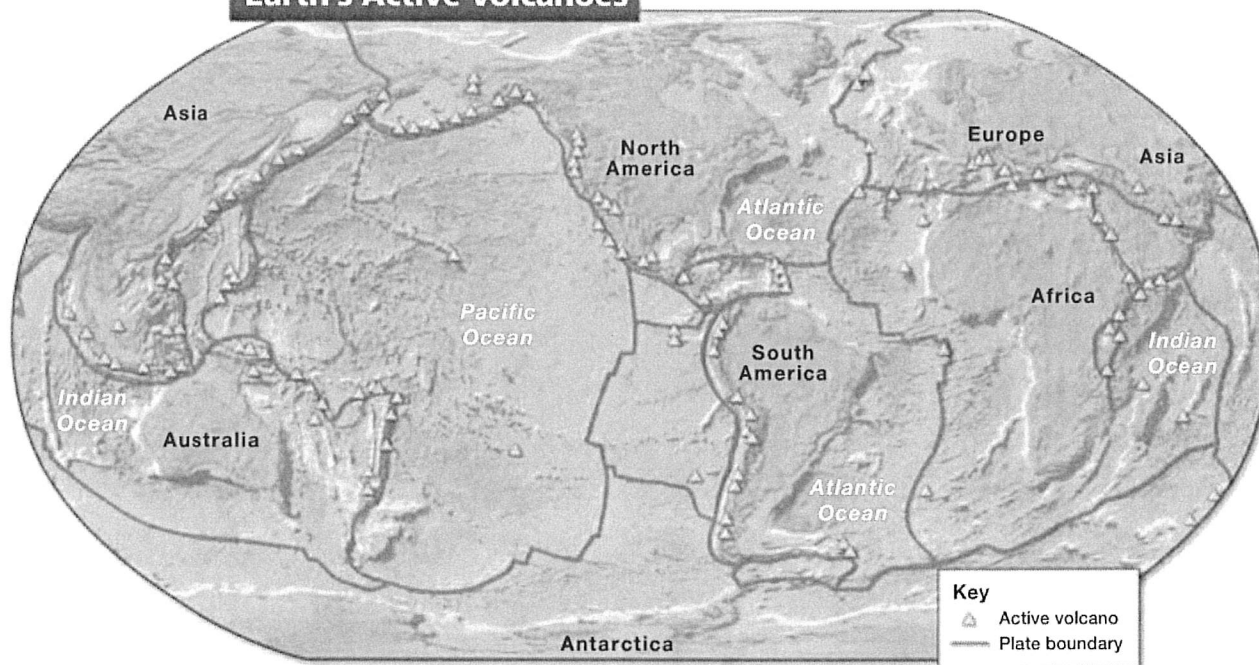 Earth's Active Volcanoes
Asia
North
America
Europe
Asia
Atlantic
Ocean
Pacific
Ocean
Africa
Indian
Ocean
South
America
Indian
Ocean
Australia
Atlantic
Ocean
Antarctica
Key
Active volcano
Plate boundary